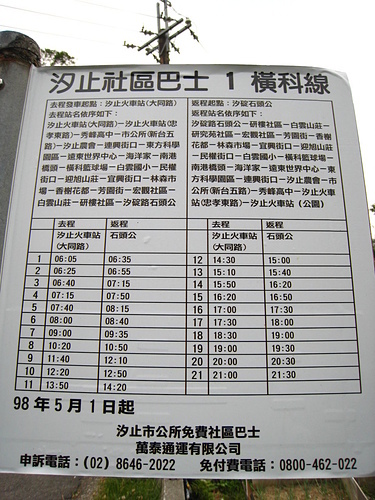 汐止社區巴士 1 橫科線
去程發車起點：汐止火車站(大同路)
去程站名依序如下：
汐止火車站(大同路)－汐止火車站(忠
孝東路)－秀峰高中－市公所(新台五
路)－汐止農會－連興街口－東方科學
園區－遠東世界中心－海洋家－南港
橋頭－橫科籃球場－白雲國小－民權
街口－迎旭山莊－宜興街口－林森市
場－香榭花都－芳園街－宏觀社區－
白雲山莊－研樓社區－汐碇路石頭公
返程起點：汐碇石頭公
返程站名依序如下：
汐碇路石頭公－研樓社區－白雲山莊－
研究苑社區－宏觀社區－芳園街－香榭
花都－林森市場－宜興街口－迎旭山莊
－民權街口－白雲國小－橫科籃球場－
南港橋頭－海洋家－遠東世界中心－東
方科學園區－連興街口－汐止農會－市
公所(新台五路)－秀峰高中－汐止火車
站(忠孝東路)－汐止火車站 (公園)
去程 返程
汐止火車站 石頭公
(大同路)
1 06:05 06:35
2 06:25 06:55
3 06:40 07:15
4 07:15 07:50
5 07:40 08:15
6 08:00 08:40
7 09:00 09:35
8 10:20 10:50
9 11:40 12:10
10 12:20 12:50
11 13:50 14:20
去程 返程
汐止火車站 石頭公
(大同路)
12 14:30 15:00
13 15:10 15:40
14 15:50 16:20
15 16:20 16:50
16 17:00 17:30
17 17:30 18:00
18 18:30 19:00
19 19:00 19:30
20 20:00 20:30
21 21:00 21:30
98 年 5 月 1 日起
汐止市公所免費社區巴士
萬泰通運有限公司
申訴電話：(02) 8646-2022 免付費電話：0800-462-022